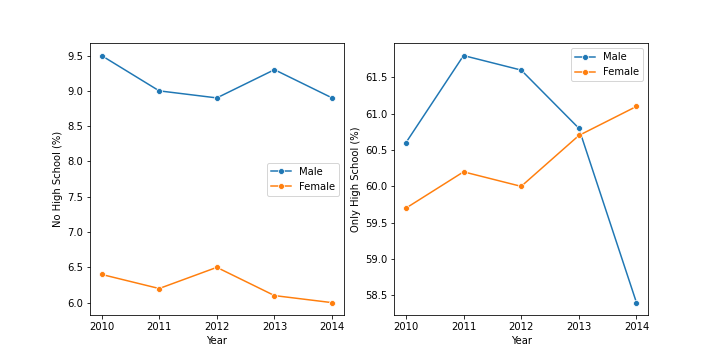 No High School (%)
9.5
9.0
8.5
8.0
7.5
7.0
6.5
6.0
2010 2011 2012 2013 2014
Year
Male
Female
Only High School (%)
61.5
61.0
60.5
60.0
59.5
59.0
58.5
2010 2011 2012 2013 2014
Year
Male
Female